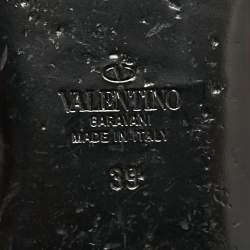 VALENTINO
GARAVANI
MADE IN ITALY
39